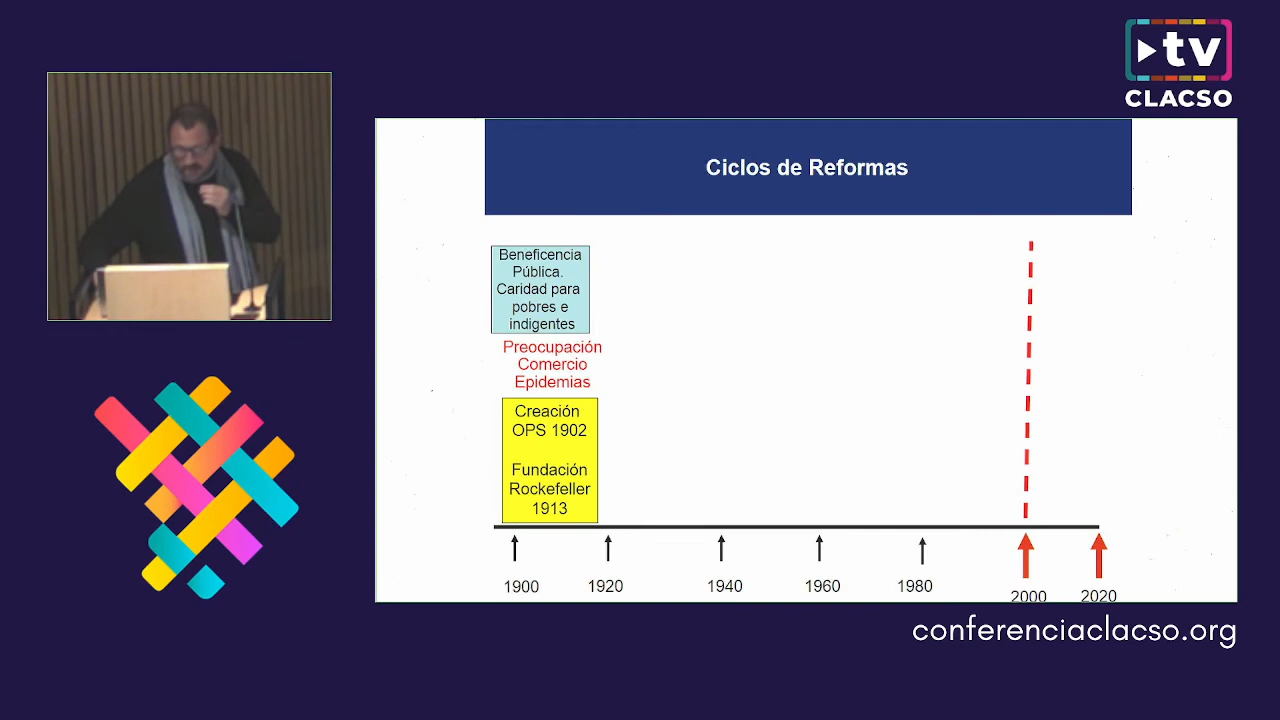 tv
CLACSO
Ciclos de Reformas
Beneficencia
Pública.
Caridad para
pobres e
indigentes
Preocupación
Comercio
Epidemias
Creación
OPS 1902
Fundación
Rockefeller
1913
1900
1920
1940
1960
1980
2000
2020
conferenciaclacso.org